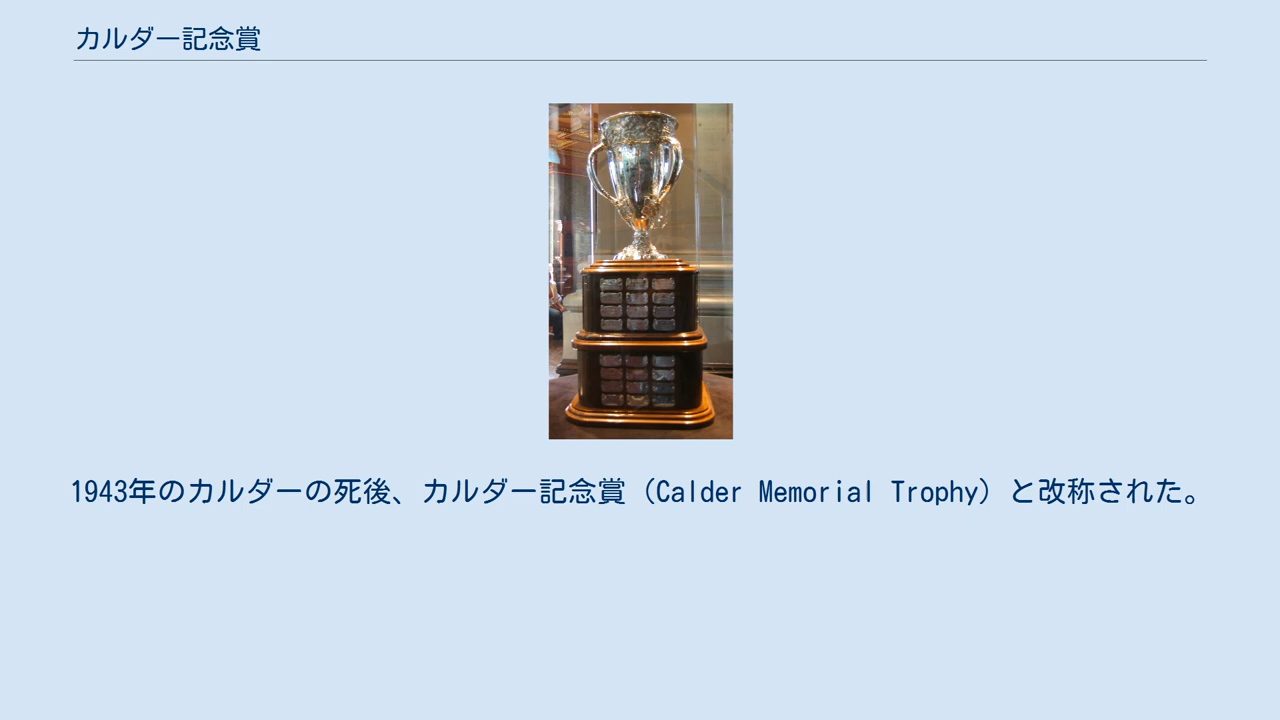 カルダー記念賞
1943年のカルダーの死後、カルダー記念賞（Calder Memorial Trophy）と改称された。